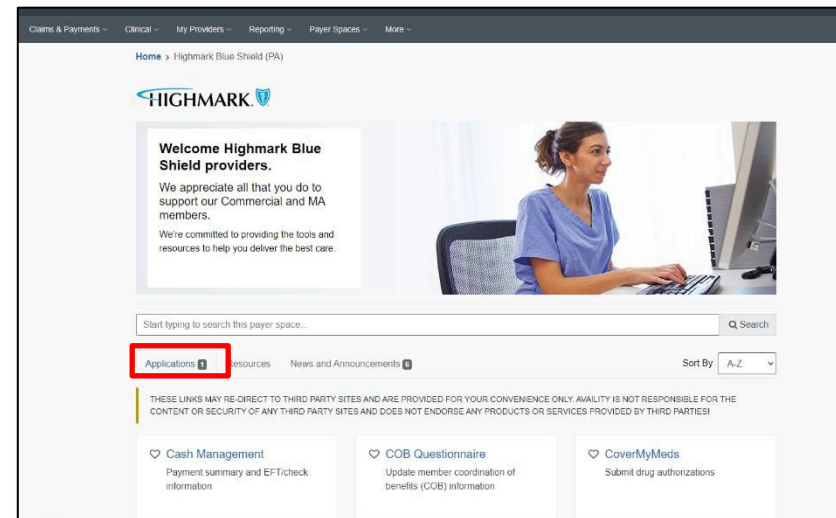 Claims & Payments Clinical My Providers Reporting Payer Spaces More
Home > Highmark Blue Shield (PA)
HIGHMARK.
Welcome Highmark Blue
Shield providers.
We appreciate all that you do to
support our Commercial and MA
members.
We're committed to providing the tools and
resources to help you deliver the best care.
Start typing to search this payer space...
Search
Applications 1 Resources News and Announcements 6 Sort By A-Z
THESE LINKS MAY RE-DIRECT TO THIRD PARTY SITES AND ARE PROVIDED FOR YOUR CONVENIENCE ONLY. AVAILITY IS NOT RESPONSIBLE FOR THE
CONTENT OR SECURITY OF ANY THIRD PARTY SITES AND DOES NOT ENDORSE ANY PRODUCTS OR SERVICES PROVIDED BY THIRD PARTIES!
Cash Management
Payment summary and EFT/check
information
COB Questionnaire
Update member coordination of
benefits (COB) information
CoverMyMeds
Submit drug authorizations